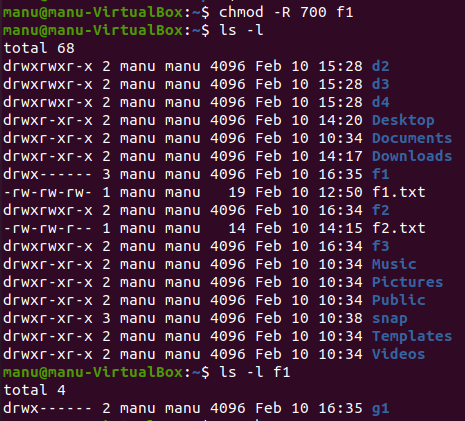 manu@manu-VirtualBox:~$ chmod -R 700 f1
manu@manu-VirtualBox:~$ ls -l
total 68
drwxrwxr-x 2 manu manu 4096 Feb 10 15:28 d2
drwxrwxr-x 2 manu manu 4096 Feb 10 15:28 d3
drwxrwxr-x 2 manu manu 4096 Feb 10 15:28 d4
drwxr-xr-x 2 manu manu 4096 Feb 10 14:20 Desktop
drwxr-xr-x 2 manu manu 4096 Feb 10 10:34 Documents
drwxr-xr-x 2 manu manu 4096 Feb 10 14:17 Downloads
drwx------ 3 manu manu 4096 Feb 10 16:35 f1
-rw-rw-rw- 1 manu manu   19 Feb 10 12:50 f1.txt
drwxrwxr-x 2 manu manu 4096 Feb 10 16:34 f2
-rw-rw-r-- 1 manu manu   14 Feb 10 14:15 f2.txt
drwxrwxr-x 2 manu manu 4096 Feb 10 16:34 f3
drwxr-xr-x 2 manu manu 4096 Feb 10 10:34 Music
drwxr-xr-x 2 manu manu 4096 Feb 10 10:34 Pictures
drwxr-xr-x 2 manu manu 4096 Feb 10 10:34 Public
drwxr-xr-x 3 manu manu 4096 Feb 10 10:38 snap
drwxr-xr-x 2 manu manu 4096 Feb 10 10:34 Templates
drwxr-xr-x 2 manu manu 4096 Feb 10 10:34 Videos
manu@manu-VirtualBox:~$ ls -l f1
total 4
drwx------ 2 manu manu 4096 Feb 10 16:35 g1